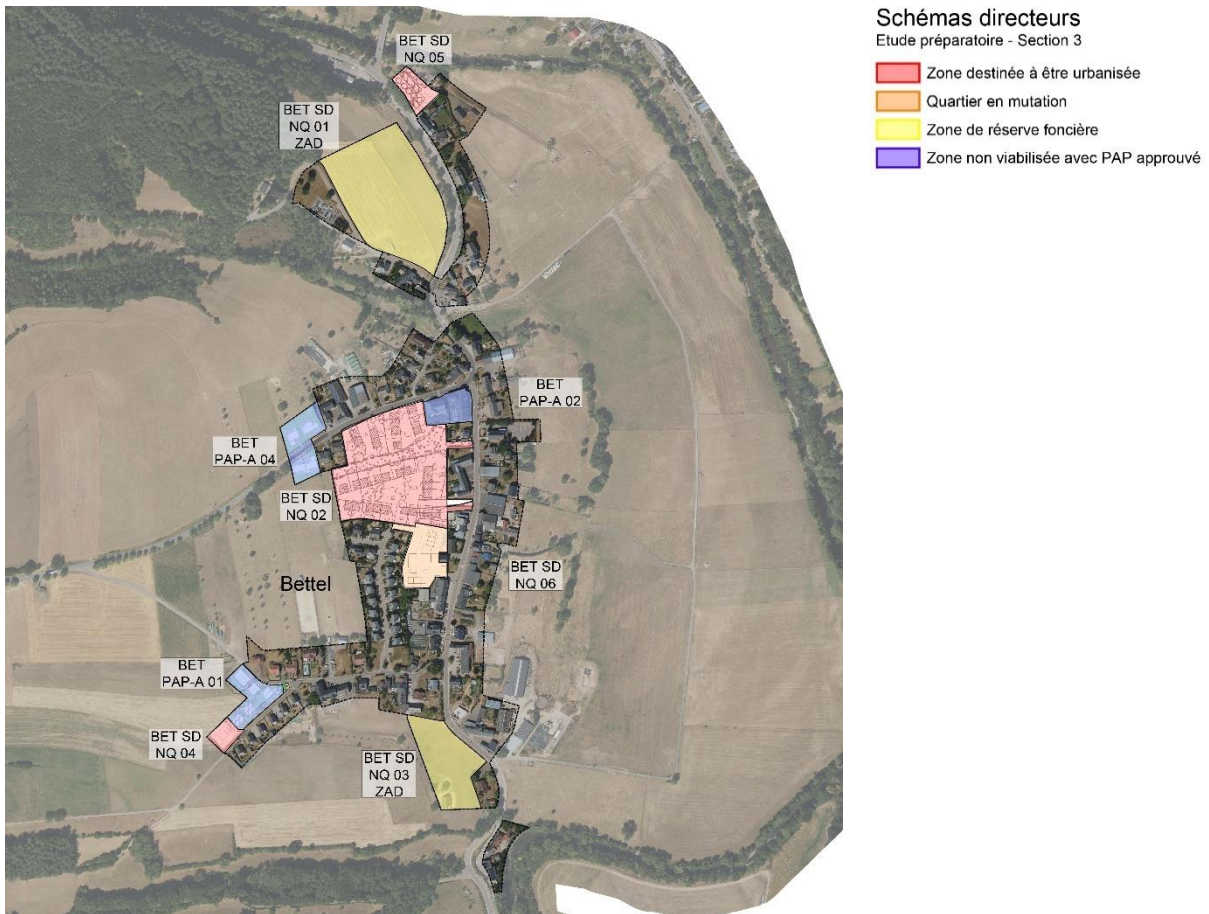 Schémas directeurs
Etude préparatoire - Section 3
Zone destinée à être urbanisée
Quartier en mutation
Zone de réserve foncière
Zone non viabilisée avec PAP approuvé
BET SD
NQ 05
BET SD
NQ 01
ZAD
BET
PAP-A 02
BET
PAP-A 04
BET SD
NQ 02
BET SD
NQ 06
Bettel
BET
PAP-A 01
BET SD
NQ 04
BET SD
NQ 03
ZAD